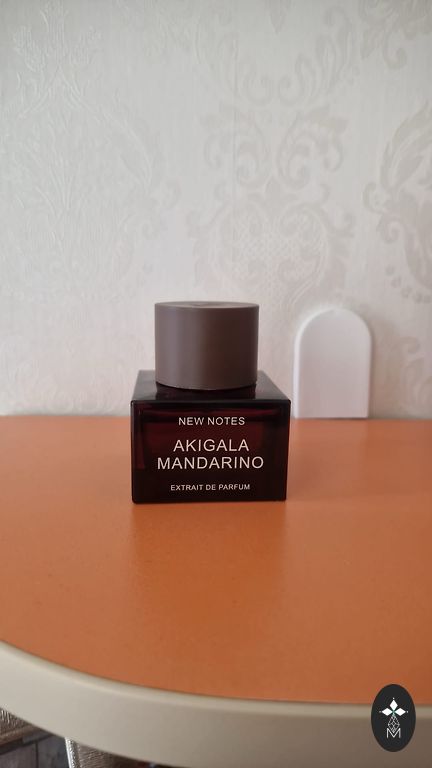 NEW NOTES
AKIGALA
MANDARINO
EXTRAIT DE PARFUM
M